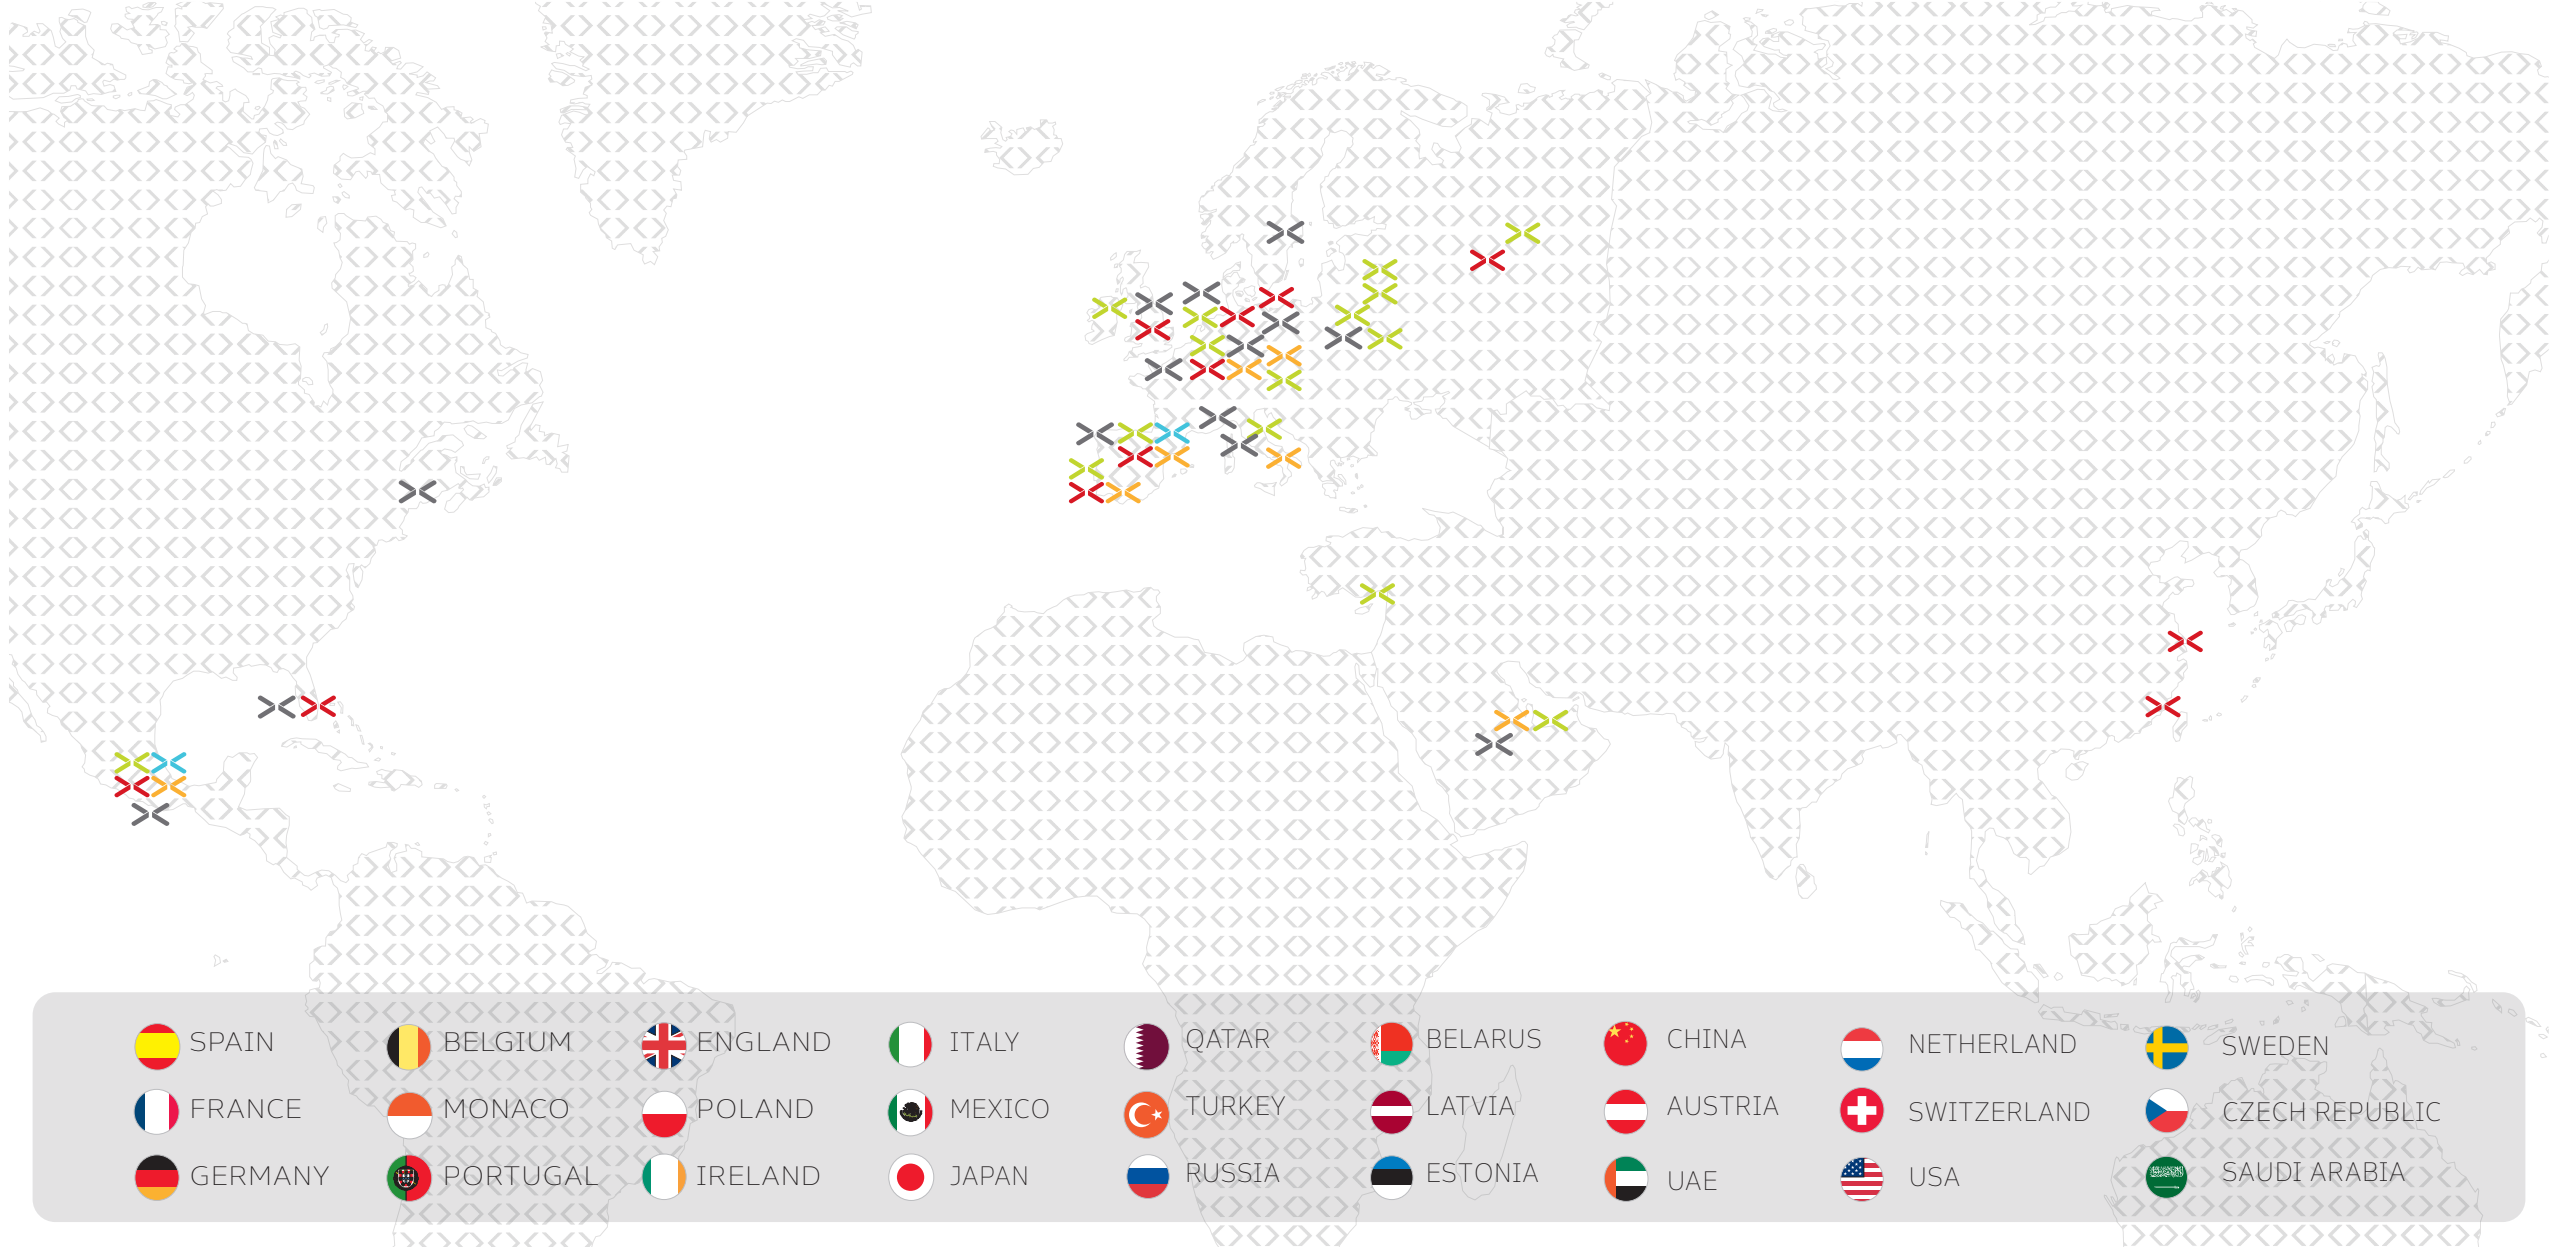 SPAIN
BELGIUM
ENGLAND
ITALY
QATAR
BELARUS
CHINA
NETHERLAND
SWEDEN
FRANCE
MONACO
POLAND
MEXICO
TURKEY
LATVIA
AUSTRIA
SWITZERLAND
CZECH REPUBLIC
GERMANY
PORTUGAL
IRELAND
JAPAN
RUSSIA
ESTONIA
UAE
USA
SAUDI ARABIA